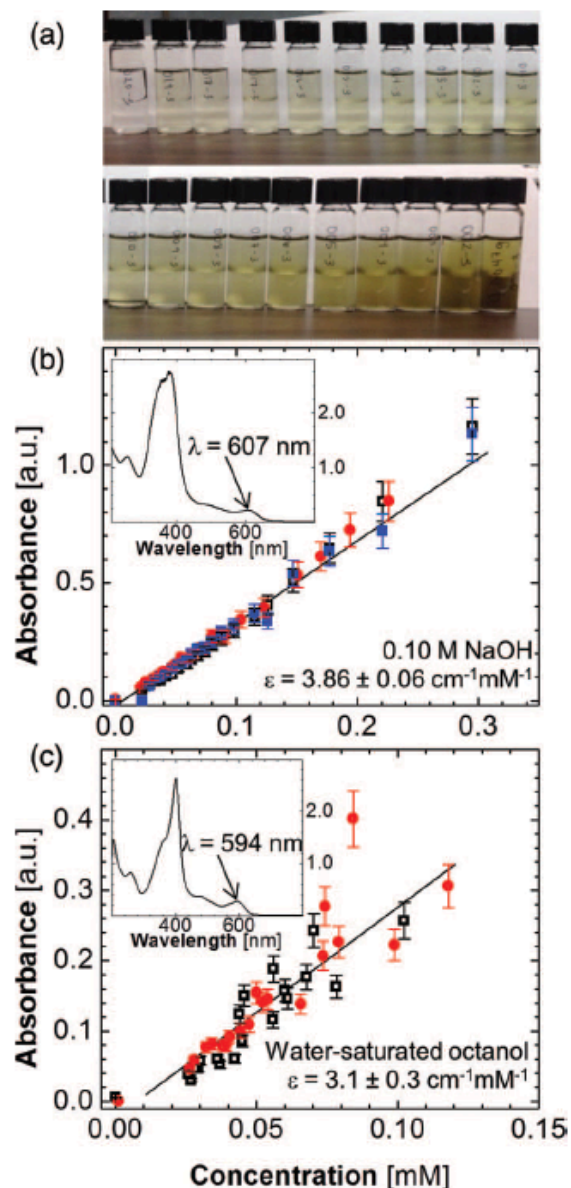 (a)
(b)
1.0
0.5
0.0
Absorbance [a.u.]
2.0
1.0
λ = 607 nm
400 600
Wavelength [nm]
0.10 M NaOH
ε = 3.86 ± 0.06 cm-1mM-1
0.0 0.1 0.2 0.3
(c)
0.4
0.3
0.2
0.1
0.0
Absorbance [a.u.]
2.0
1.0
λ = 594 nm
400 600
Wavelength [nm]
Water-saturated octanol
ε = 3.1 ± 0.3 cm-1mM-1
0.00 0.05 0.10 0.15
Concentration [mM]